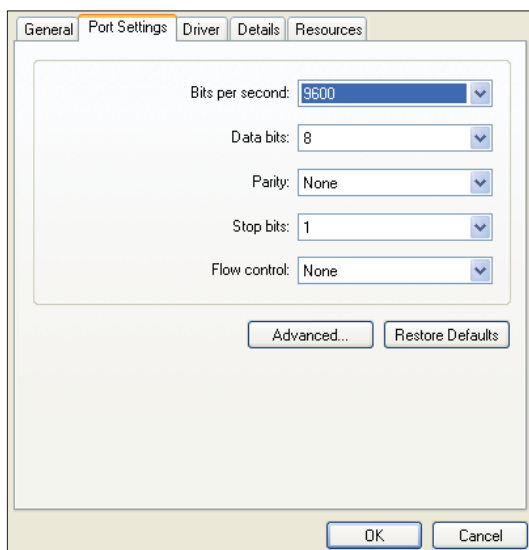 General Port Settings Driver Details Resources
Bits per second: 9600
Data bits: 8
Parity: None
Stop bits: 1
Flow control: None
Advanced... Restore Defaults
OK Cancel